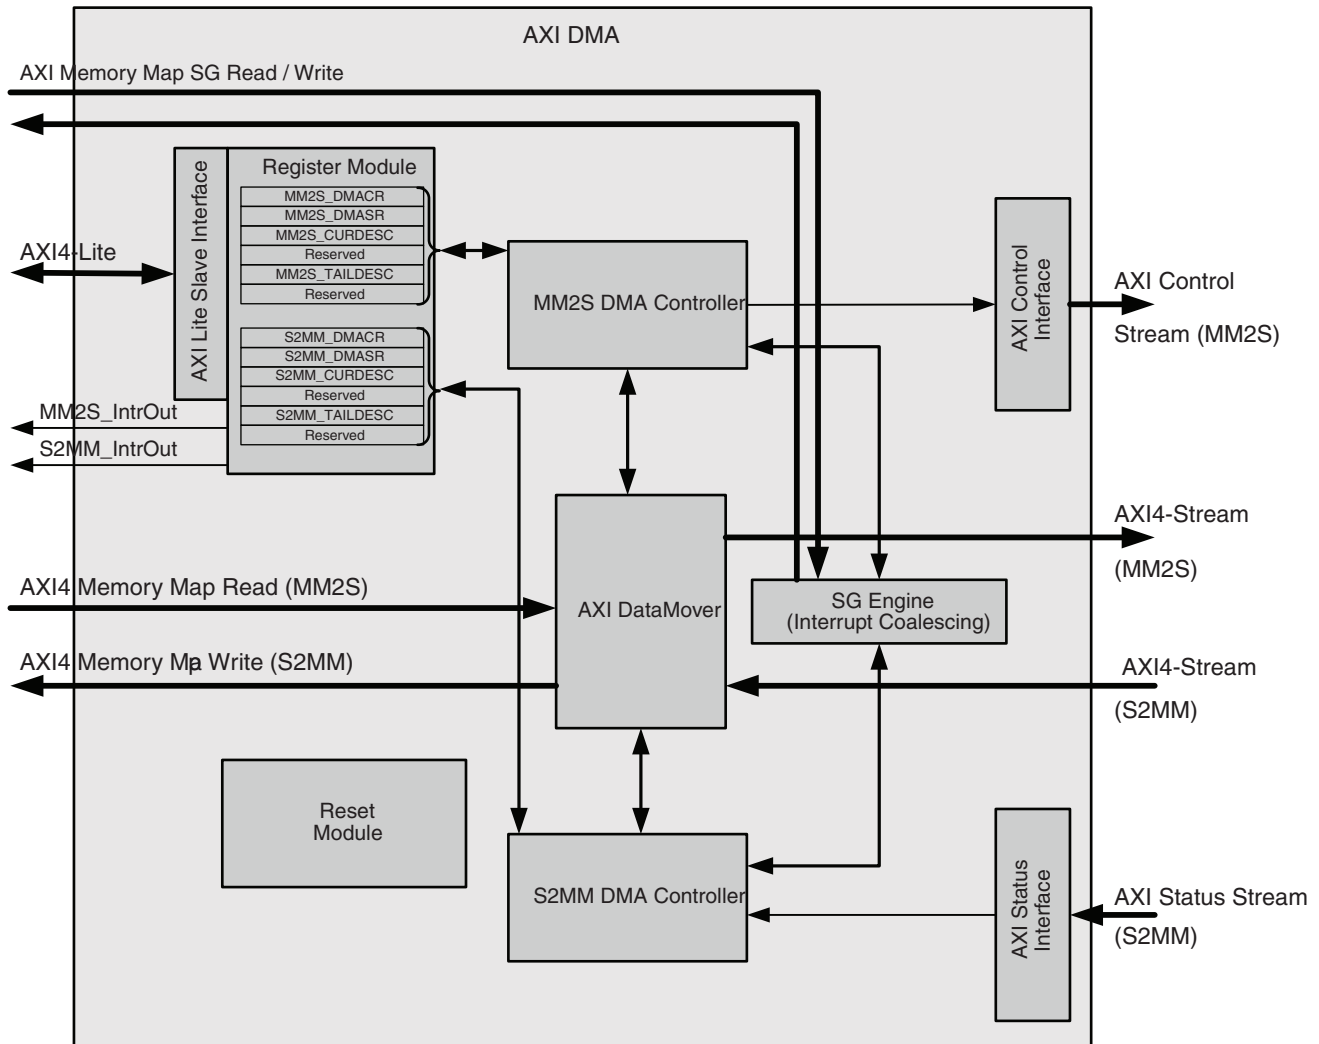 AXI DMA
AXI Memory Map SG Read / Write
Register Module
AXI Lite Slave Interface
MM2S_DMACR
MM2S_DMASR
MM2S_CURDESC
Reserved
MM2S_TAILDESC
Reserved
AXI4-Lite
S2MM_DMACR
S2MM_DMASR
S2MM_CURDESC
Reserved
S2MM_TAILDESC
Reserved
MM2S_IntrOut
S2MM_IntrOut
MM2S DMA Controller
AXI Control
Interface
AXI Control
Stream (MM2S)
AXI4-Stream
(MM2S)
AXI4 Memory Map Read (MM2S)
AXI DataMover
SG Engine
(Interrupt Coalescing)
AXI4 Memory Map Write (S2MM)
AXI4-Stream
(S2MM)
Reset
Module
S2MM DMA Controller
AXI Status
Interface
AXI Status Stream
(S2MM)